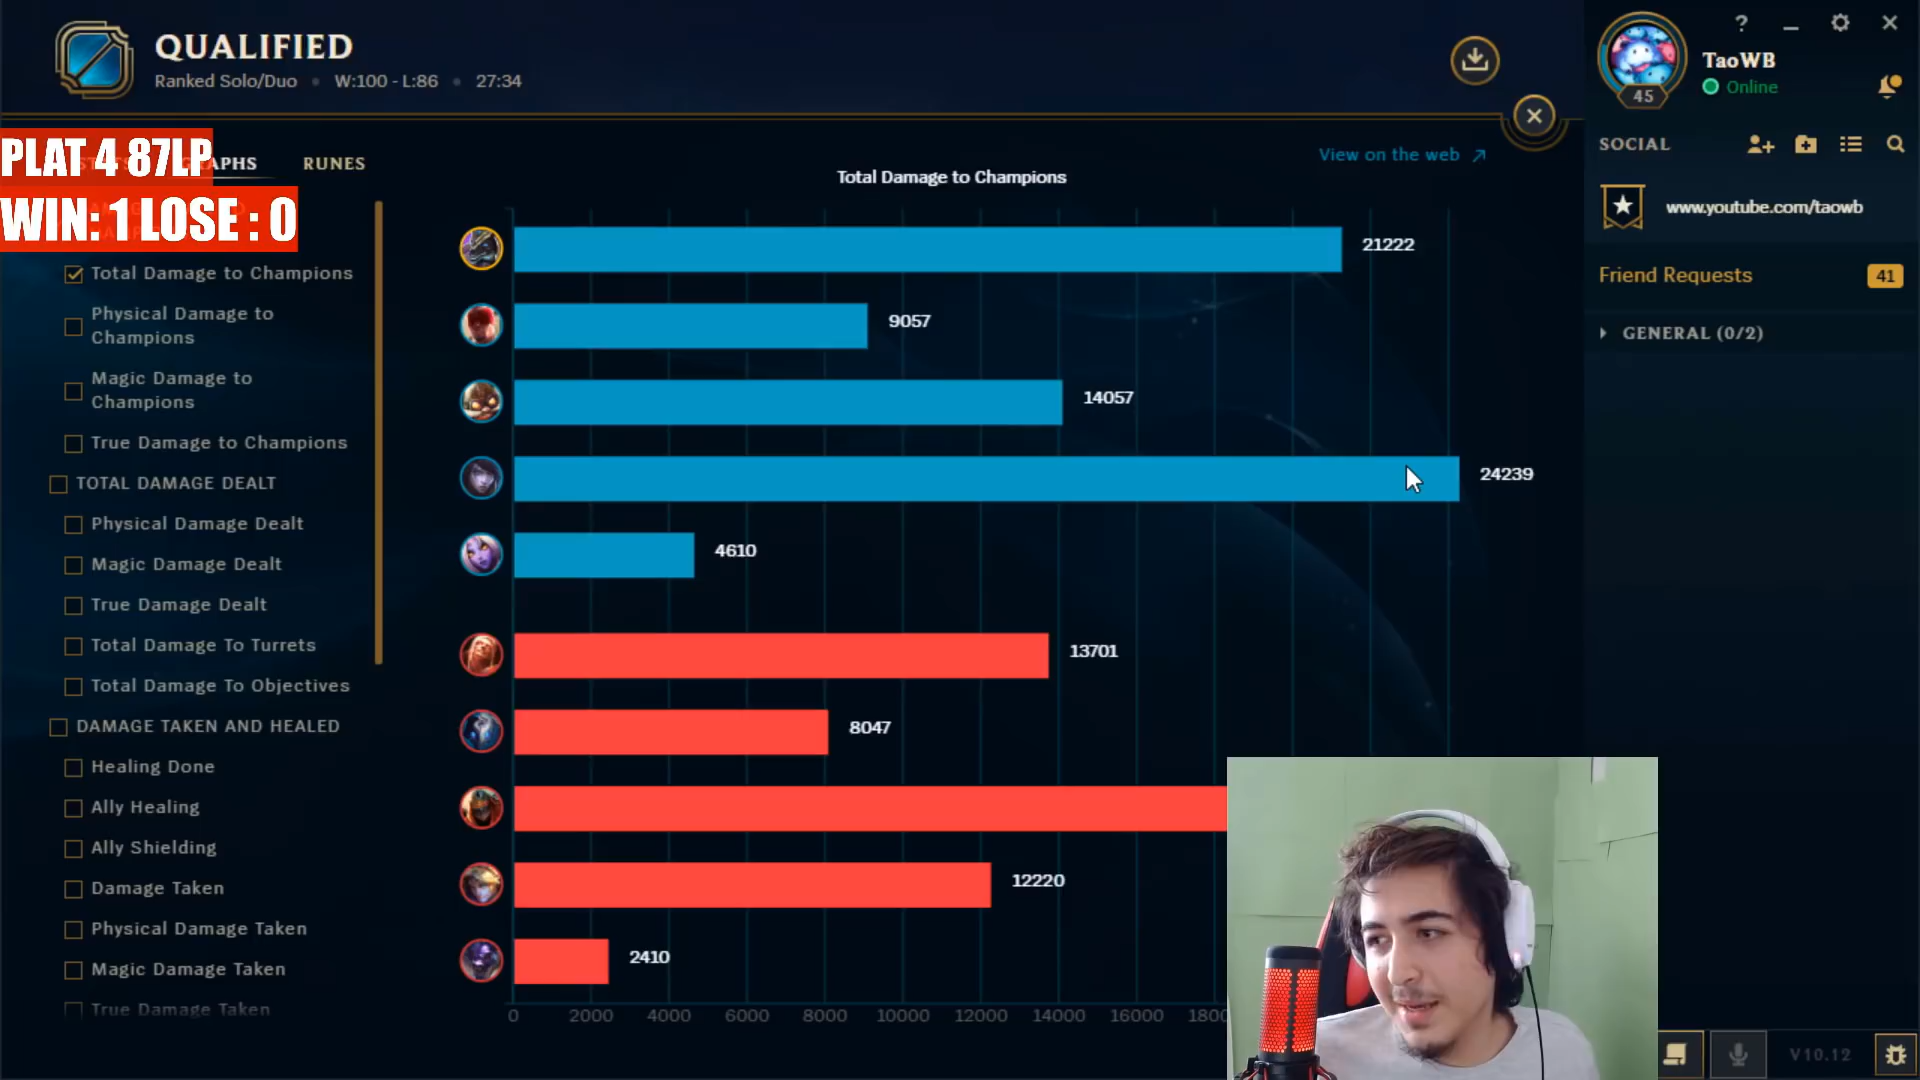 QUALIFIED
Ranked Solo/Duo • W:100 - L:86 • 27:34
PLAT 4 87LP
WIN: 1 LOSE : 0
GRAPHS
RUNES
Total Damage to Champions
Physical Damage to
Champions
Magic Damage to
Champions
True Damage to Champions
TOTAL DAMAGE DEALT
Physical Damage Dealt
Magic Damage Dealt
True Damage Dealt
Total Damage To Turrets
Total Damage To Objectives
DAMAGE TAKEN AND HEALED
Healing Done
Ally Healing
Ally Shielding
Damage Taken
Physical Damage Taken
Magic Damage Taken
True Damage Taken
Total Damage to Champions
View on the web
21222
9057
14057
24239
4610
13701
8047
12220
2410
0 2000 4000 6000 8000 10000 12000 14000 16000 1800
?
TaoWB
Online
45
SOCIAL
www.youtube.com/taowb
Friend Requests 41
GENERAL (0/2)
V10.12